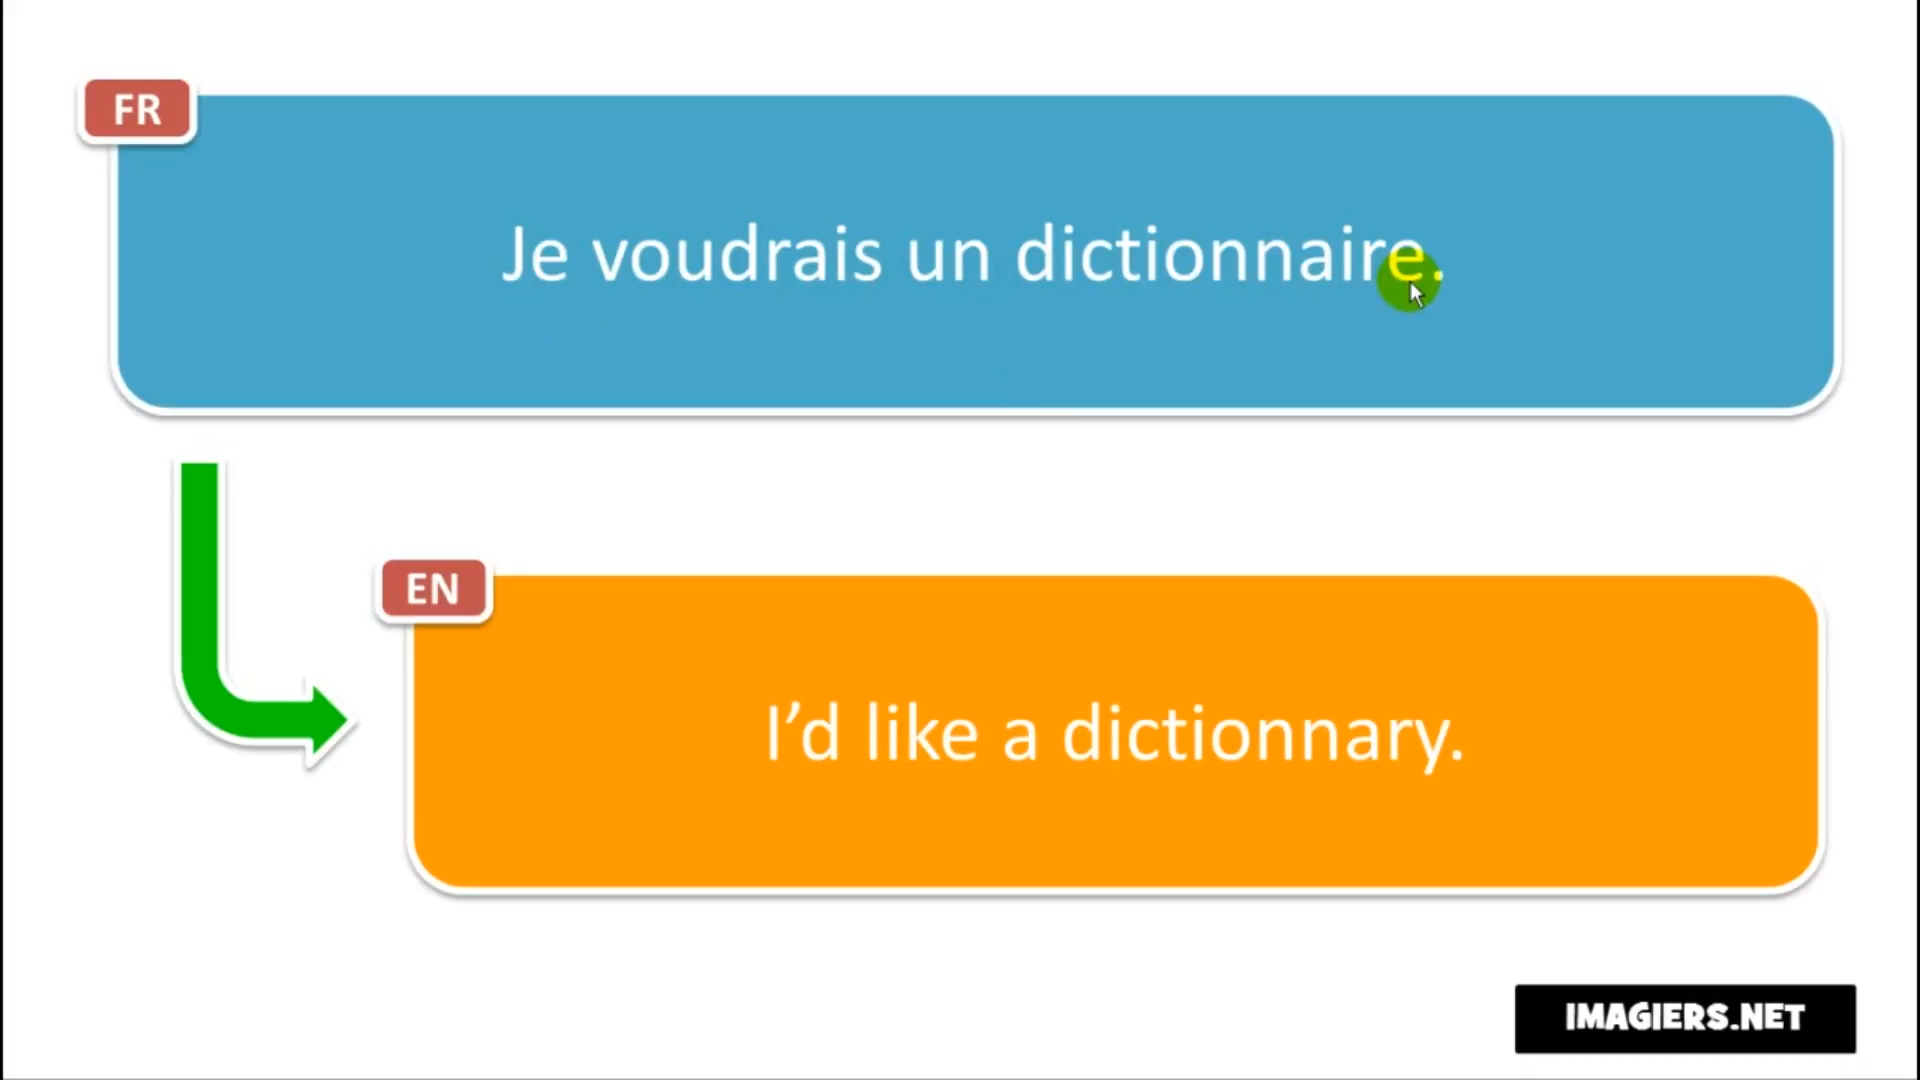 FR
Je voudrais un dictionnaire.
EN
I’d like a dictionnary.
IMAGIERS.NET